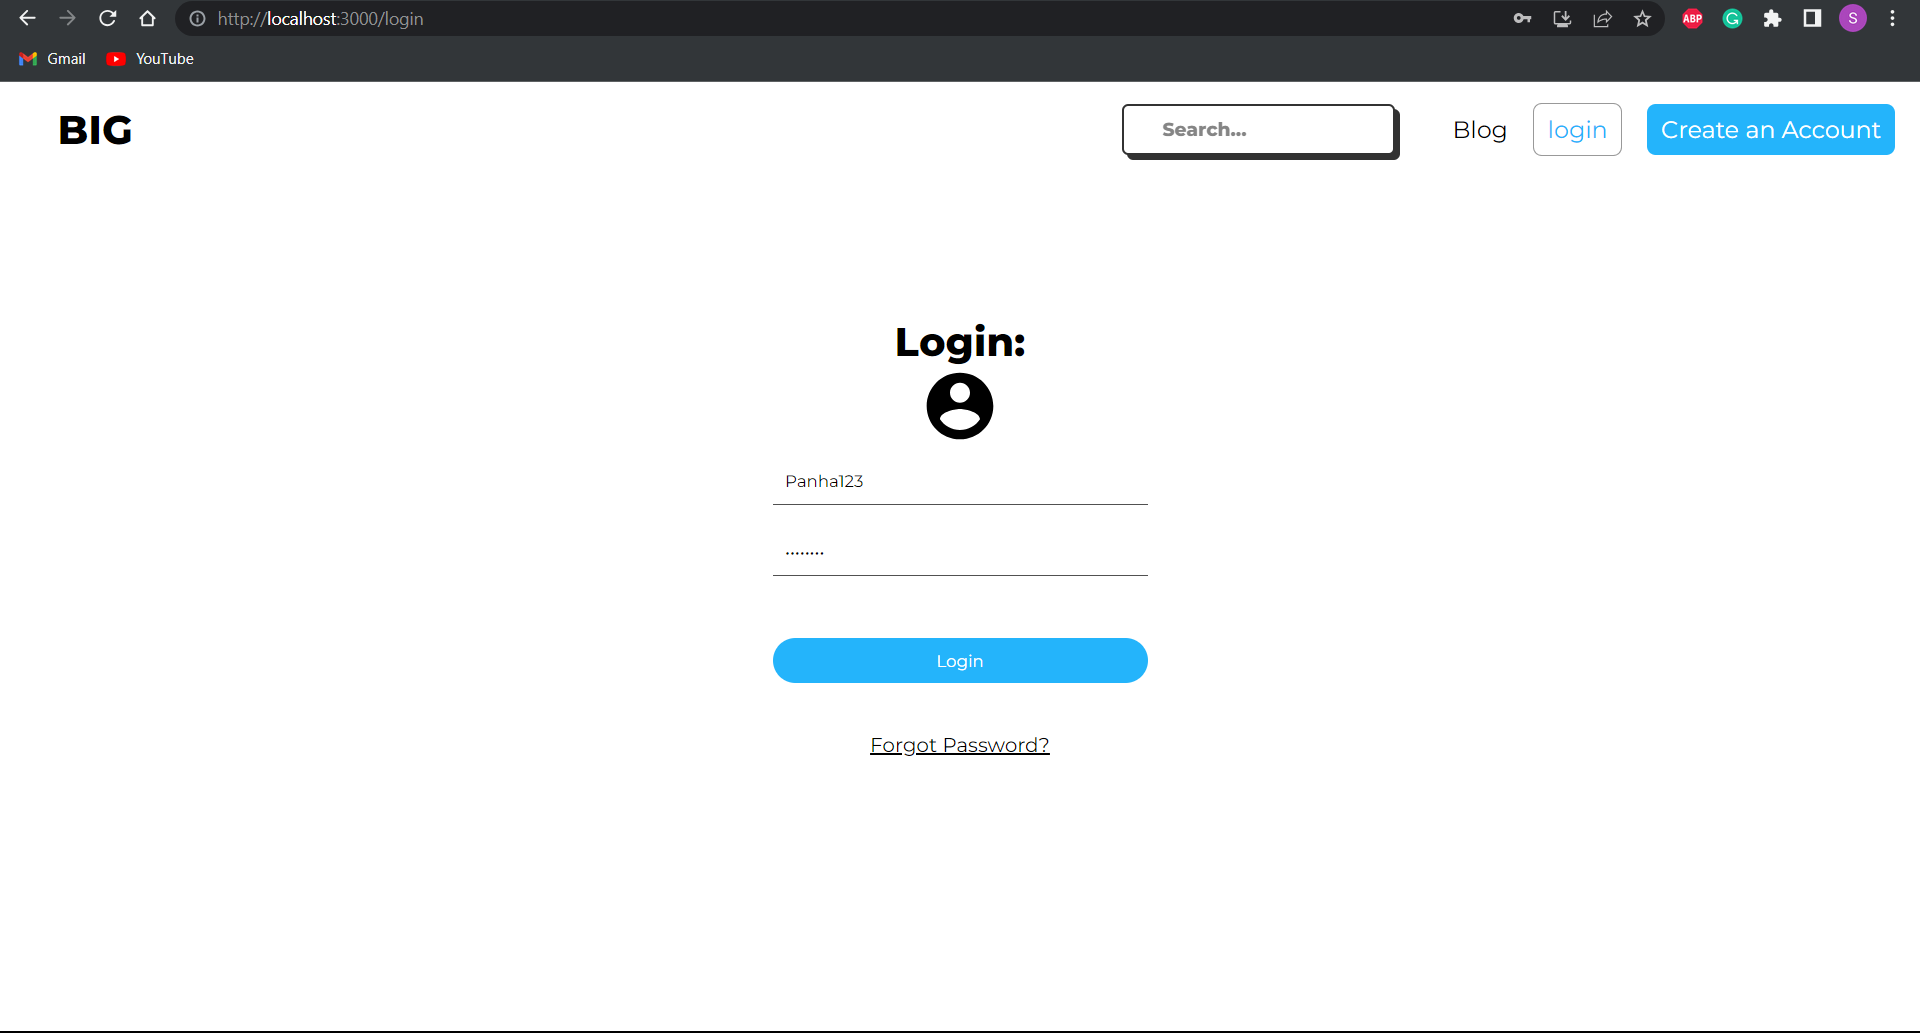 http://localhost:3000/login
ABP
G
S
Gmail
YouTube
BIG
Search...
Blog
login
Create an Account
Login:
Panha123
........
Login
Forgot Password?